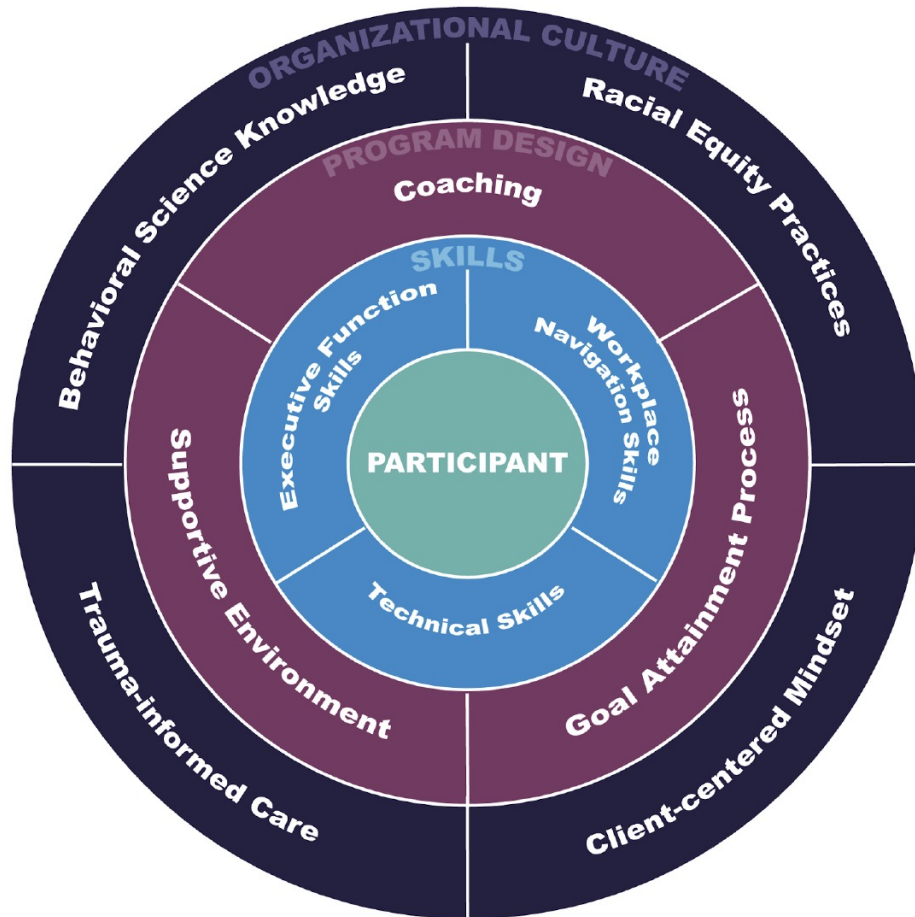 ORGANIZATIONAL CULTURE
Behavioral Science Knowledge
Racial Equity Practices
PROGRAM DESIGN
Coaching
SKILLS
Executive Function
Skills
Workplace
Navigation Skills
PARTICIPANT
Technical Skills
Supportive Environment
Goal Attainment Process
Trauma-informed Care
Client-centered Mindset